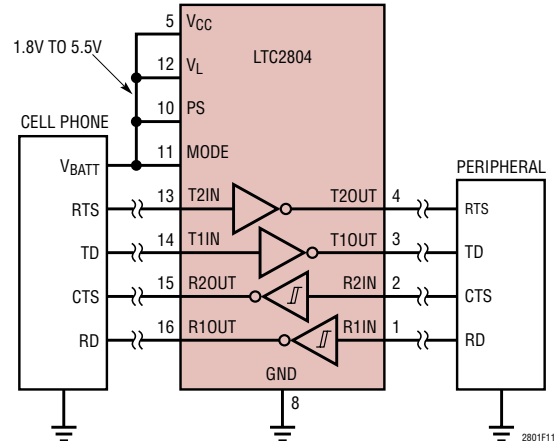 5 VCC
1.8V TO 5.5V
LTC2804
12 VL
10 PS
CELL PHONE
11 MODE
VBATT
PERIPHERAL
RTS 13 T2IN T2OUT 4 RTS
TD 14 T1IN T1OUT 3 TD
CTS 15 R2OUT R2IN 2 CTS
RD 16 R1OUT R1IN 1 RD
GND
8
2801F11